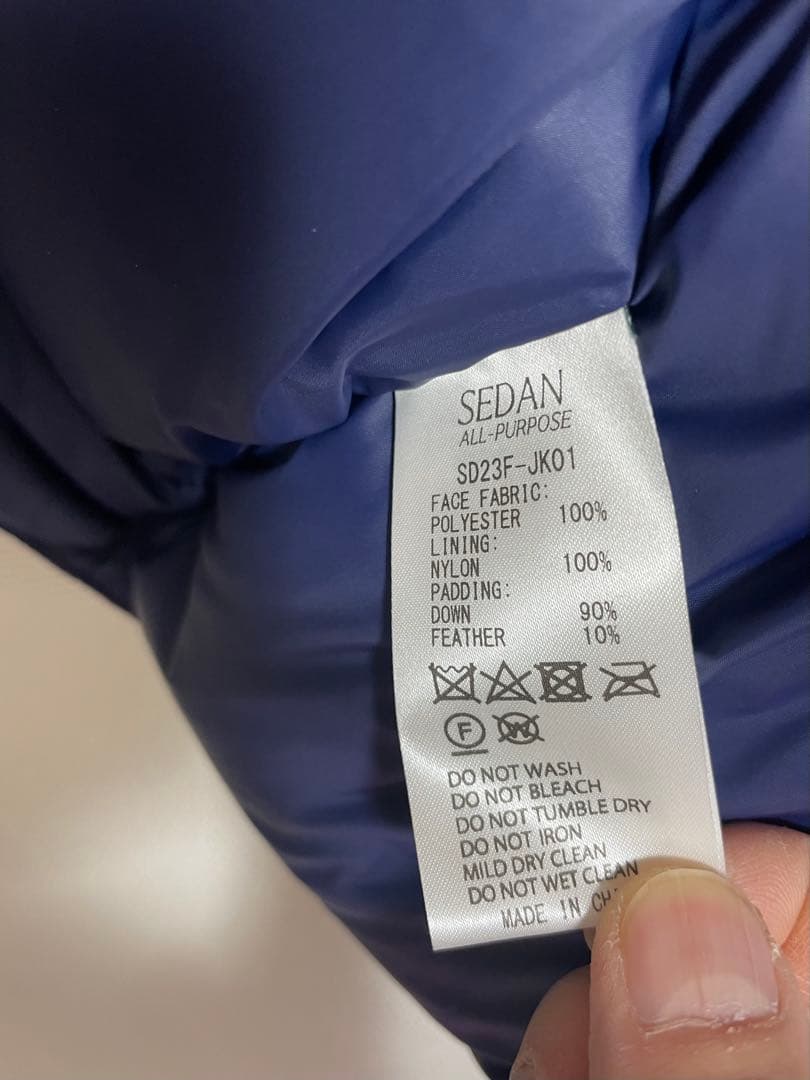 SEDAN
ALL-PURPOSE
SD23F-JK01
FACE FABRIC:
POLYESTER 100%
LINING:
NYLON 100%
PADDING:
DOWN 90%
FEATHER 10%
F W
DO NOT WASH
DO NOT BLEACH
DO NOT TUMBLE DRY
DO NOT IRON
MILD DRY CLEAN
DO NOT WET CLEAN
MADE IN